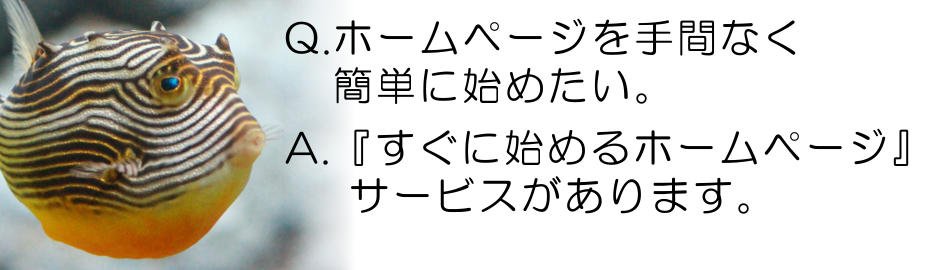 Q.ホームページを手間なく
簡単に始めたい。
A.『すぐに始めるホームページ』
サービスがあります。